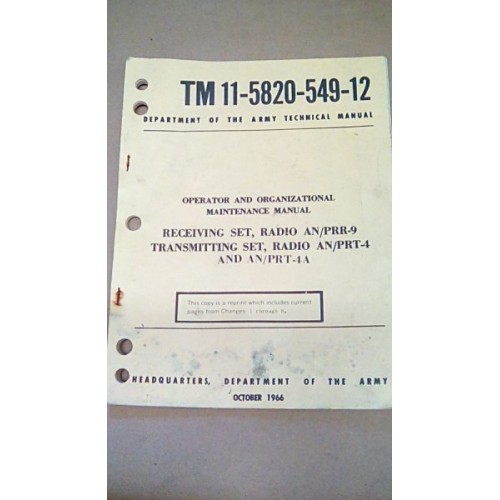 TM 11-5820-549-12
DEPARTMENT OF THE ARMY TECHNICAL MANUAL
OPERATOR AND ORGANIZATIONAL
MAINTENANCE MANUAL
RECEIVING SET, RADIO AN/PRR-9
TRANSMITTING SET, RADIO AN/PRT-4
AND AN/PRT-4A
This copy is a reprint which includes current
pages from Changes 1 through
HEADQUARTERS, DEPARTMENT OF THE ARMY
OCTOBER 1966